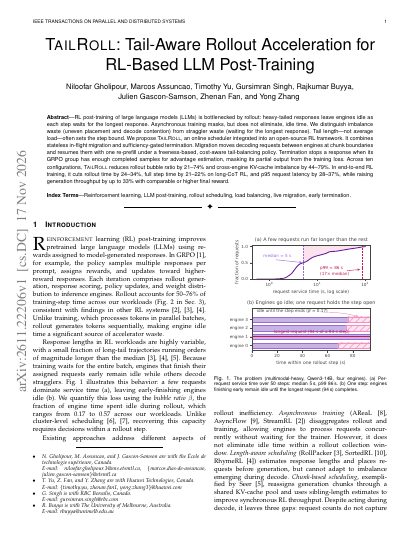 IEEE TRANSACTIONS ON PARALLEL AND DISTRIBUTED SYSTEMS 1
TAILROLL: Tail-Aware Rollout Acceleration for
RL-Based LLM Post-Training
Niloofar Gholipour, Marcos Assuncao, Timothy Yu, Gursimran Singh, Rajkumar Buyya,
Julien Gascon-Samson, Zhenan Fan, and Yong Zhang
Abstract—RL post-training of large language models (LLMs) is bottlenecked by rollout: heavy-tailed responses leave engines idle as
each step waits for the longest response. Asynchronous training masks, but does not eliminate, idle time. We distinguish imbalance
waste (uneven placement and decode contention) from straggler waste (waiting for the longest response). Tail length—not average
load—often sets the step bound. We propose TAILROLL, an online scheduler integrated into an open-source RL framework. It combines
stateless in-flight migration and sufficiency-gated termination. Migration moves decoding requests between engines at chunk boundaries
and resumes them with one re-prefill under a freeness-based, cost-aware tail-balancing policy. Termination stops a response when its
GRPO group has enough completed samples for advantage estimation, masking its partial output from the training loss. Across ten
configurations, TAILROLL reduces rollout bubble ratio by 21–74% and cross-engine KV-cache imbalance by 44–79%. In end-to-end RL
training, it cuts rollout time by 24–34%, full step time by 21–22% on long-CoT RL, and p95 request latency by 28–37%, while raising
generation throughput by up to 33% with comparable or higher final reward.
Index Terms—Reinforcement learning, LLM post-training, rollout scheduling, load balancing, live migration, early termination.
1 INTRODUCTION
REINFORCEMENT learning (RL) post-training improves
pretrained large language models (LLMs) using re-
wards assigned to model-generated responses. In GRPO [1],
for example, the policy samples multiple responses per
prompt, assigns rewards, and updates toward higher-
reward responses. Each iteration comprises rollout gener-
ation, response scoring, policy updates, and weight distri-
bution to inference engines. Rollout accounts for 50–76% of
training-step time across our workloads (Fig. 2 in Sec. 3),
consistent with findings in other RL systems [2], [3], [4].
Unlike training, which processes tokens in parallel batches,
rollout generates tokens sequentially, making engine idle
time a significant source of accelerator waste.
Response lengths in RL workloads are highly variable,
with a small fraction of long-tail trajectories running orders
of magnitude longer than the median [3], [4], [5]. Because
training waits for the entire batch, engines that finish their
assigned requests early remain idle while others decode
stragglers. Fig. 1 illustrates this behavior: a few requests
dominate service time (a), leaving early-finishing engines
idle (b). We quantify this loss using the bubble ratio β, the
fraction of engine time spent idle during rollout, which
ranges from 0.17 to 0.57 across our workloads. Unlike
cluster-level scheduling [6], [7], recovering this capacity
requires decisions within a rollout step.
Existing approaches address different aspects of
(a) A few requests run far longer than the rest
fraction of requests
median ≈ 5 s
request service time (s, log scale)
(b) Engines go idle; one request holds the step open
engine 3
engine 2
engine 1
engine 0
time within one rollout step (s)
Fig. 1. The problem (multimodal-heavy, Qwen3-16B, four engines). (a) Per-
request service time over 50 steps: median 5s, p99 86s. (b) One step: engines
finishing early remain idle until the longest request (94 s) completes.
rollout inefficiency. Asynchronous training (AReaL [8],
AsyncFlow [9], StreamRL [2]) disaggregates rollout and
training, allowing engines to process requests concur-
rently without waiting for the trainer. However, it does
not eliminate idle time within a rollout collection win-
dow. Length-aware scheduling (RollPacker [3], SortedRL [10],
RhymeRL [4]) estimates response lengths and places re-
quests before generation, but cannot adapt to imbalance
emerging during decode. Chunk-based scheduling, exempli-
fied by Seer [5], reassigns generation chunks through a
shared KV-cache pool and uses sibling-length estimates to
improve synchronous RL throughput. Despite acting during
decode, it leaves three gaps: request counts do not capture
• N. Gholipour, M. Assuncao, and J. Gascon-Samson are with the École de
technologie supérieure, Canada.
• Y. Yu, Z. Fan, and Y. Zhang are with Huawei Technologies, Canada.
• G. Singh is with RBC Borealis, Canada.
• R. Buyya is with The University of Melbourne, Australia.
arXiv:2611.22206v1 [cs.DC] 17 Nov 2026